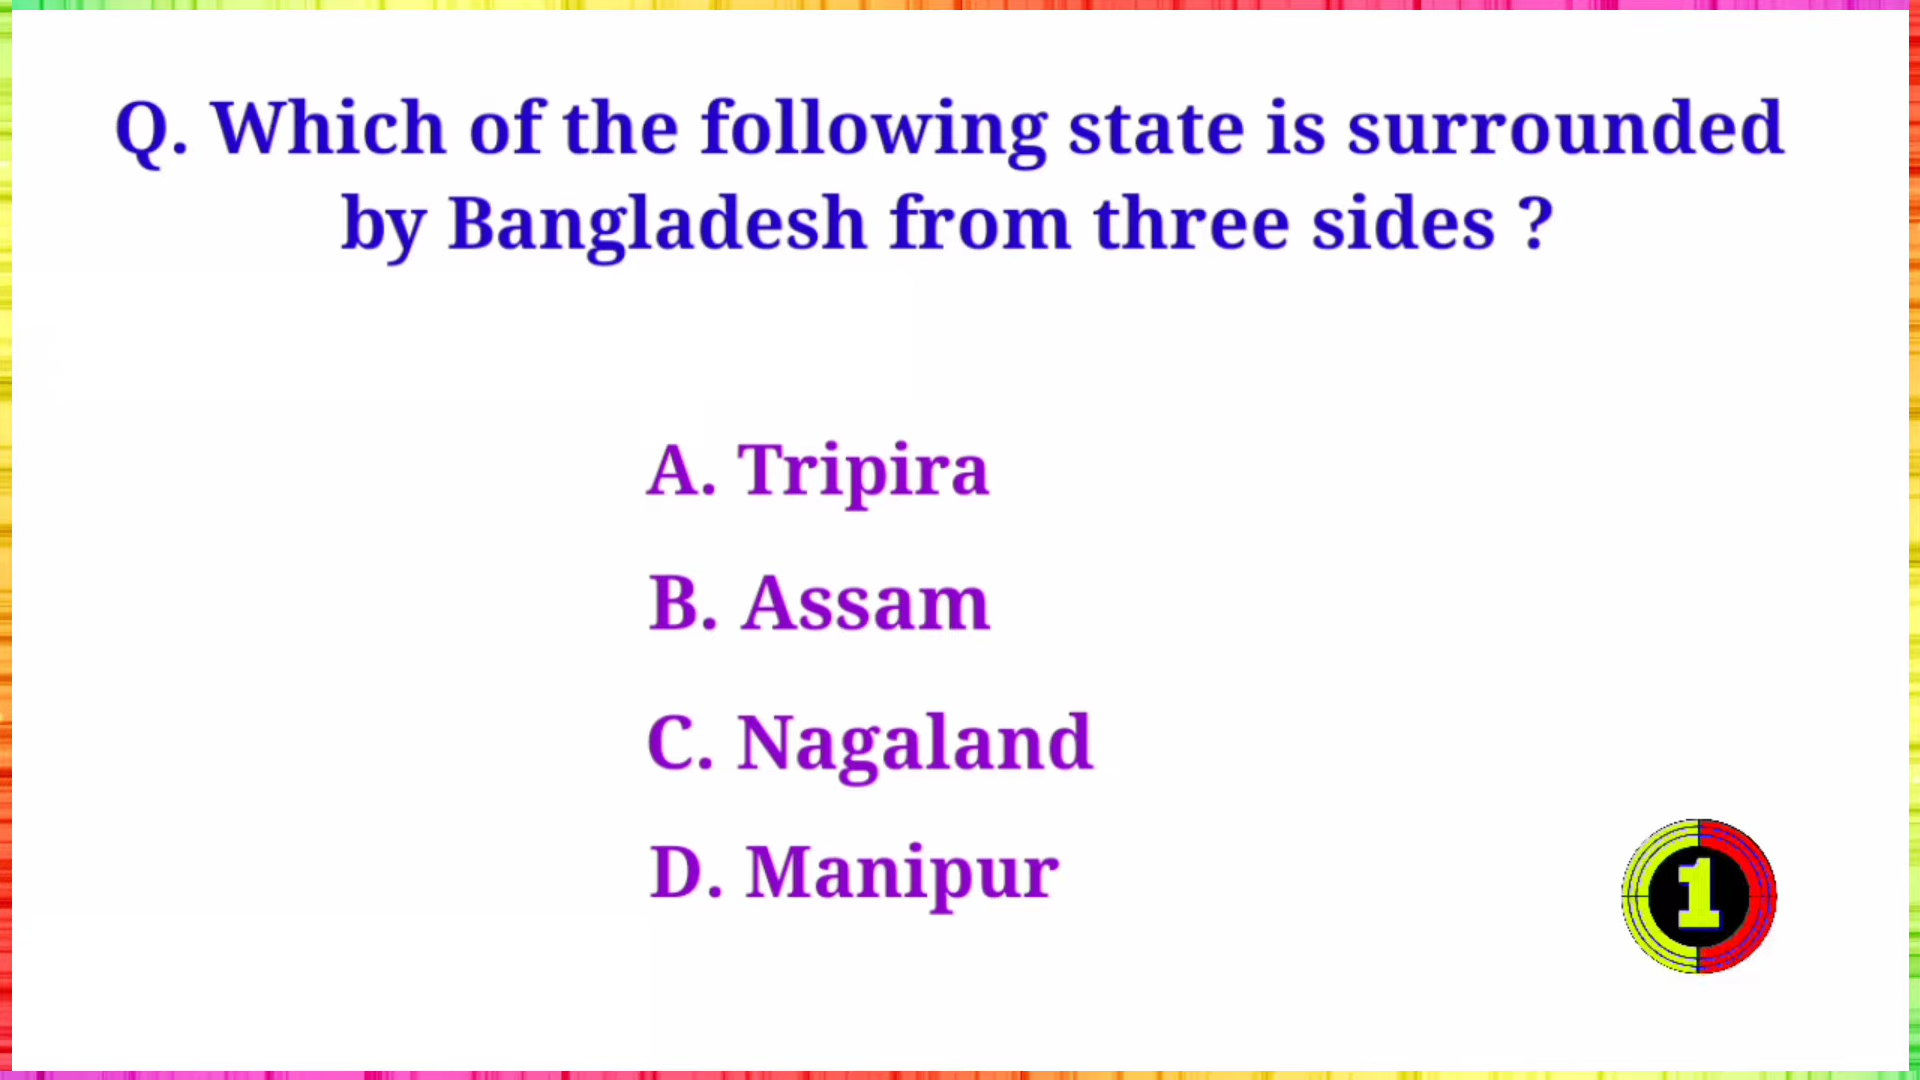 Q. Which of the following state is surrounded
by Bangladesh from three sides ?
A. Tripira
B. Assam
C. Nagaland
D. Manipur
1